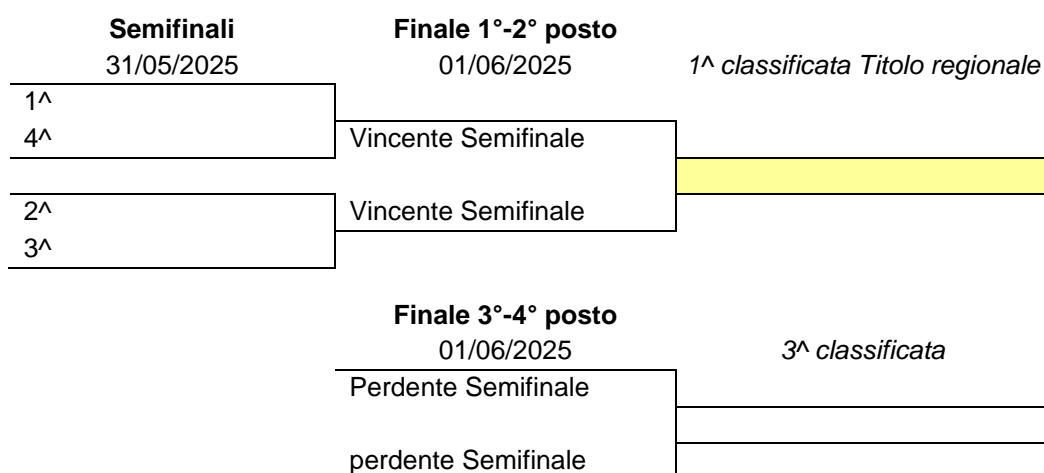 Semifinali Finale 1°-2° posto
31/05/2025 01/06/2025 1^ classificata Titolo regionale
1^
4^ Vincente Semifinale
2^ Vincente Semifinale
3^
Finale 3°-4° posto
01/06/2025 3^ classificata
Perdente Semifinale
perdente Semifinale